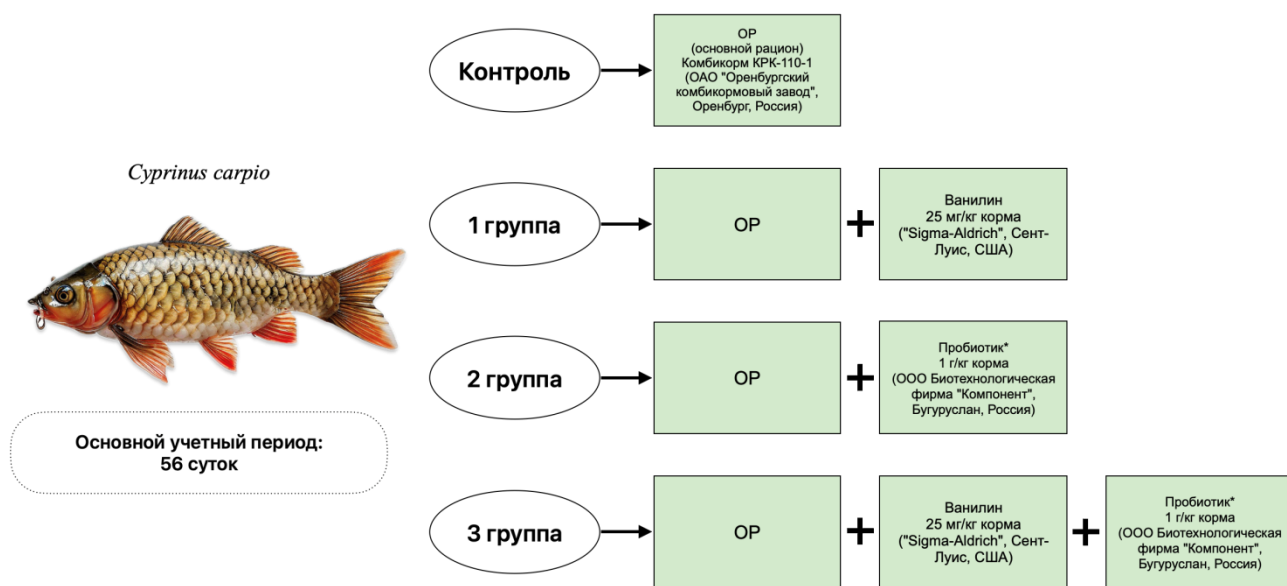 Cyprinus carpio
Основной учетный период:
56 суток
Контроль
ОР
(основной рацион)
Комбикорм КРК-110-1
(ОАО "Оренбургский
комбикормовый завод",
Оренбург, Россия)
1 группа
ОР
+
Ванилин
25 мг/кг корма
("Sigma-Aldrich", Сент-
Луис, США)
2 группа
ОР
+
Пробиотик*
1 г/кг корма
(ООО Биотехнологическая
фирма "Компонент",
Бугуруслан, Россия)
3 группа
ОР
+
Ванилин
25 мг/кг корма
("Sigma-Aldrich", Сент-
Луис, США)
+
Пробиотик*
1 г/кг корма
(ООО Биотехнологическая
фирма "Компонент",
Бугуруслан, Россия)